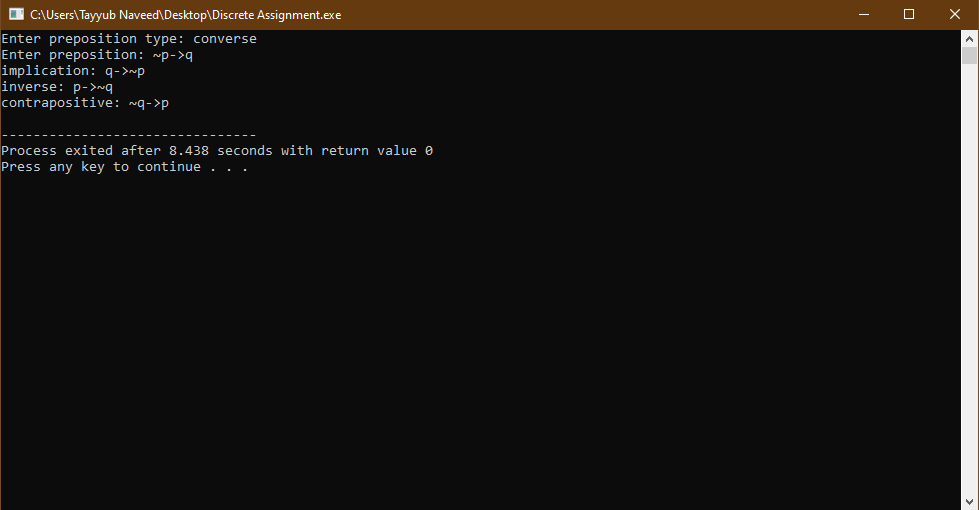 C:\Users\Tayyub Naveed\Desktop\Discrete Assignment.exe
Enter preposition type: converse
Enter preposition: ~p->q
implication: q->~p
inverse: p->~q
contrapositive: ~q->p
--------------------------------
Process exited after 8.438 seconds with return value 0
Press any key to continue . . .